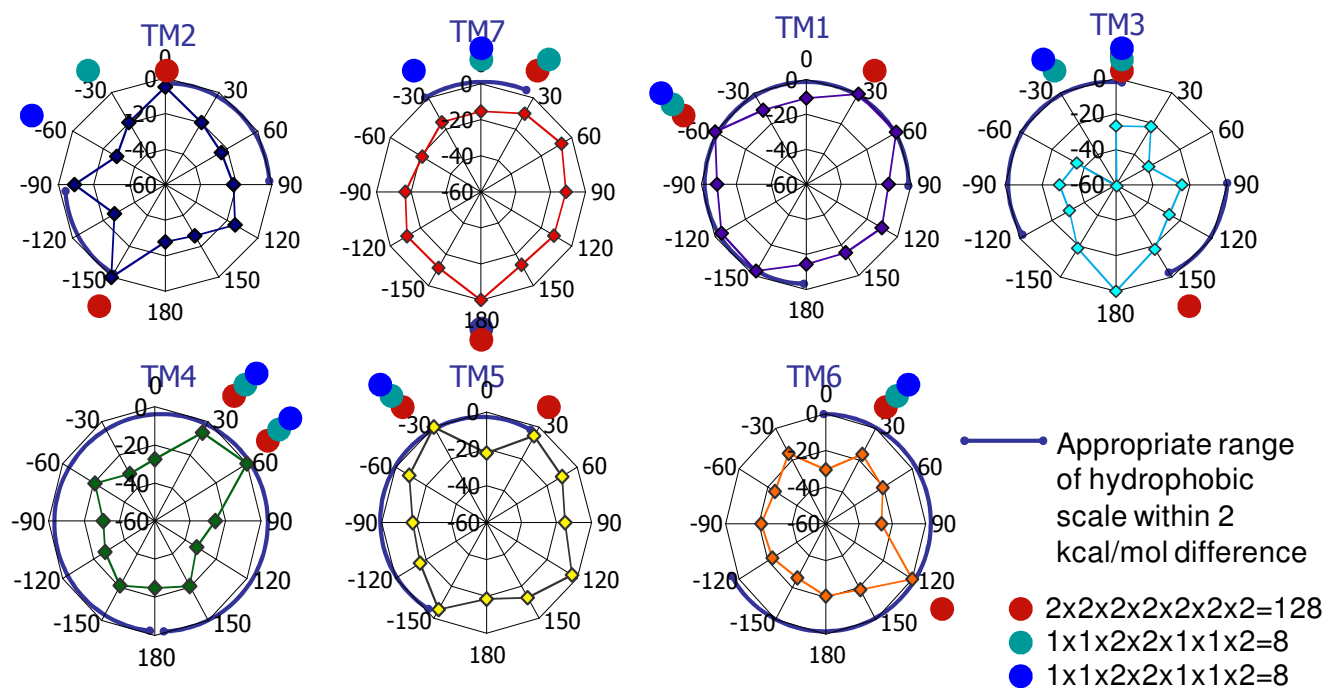 TM2
0
0
-30 30
-20
-60 60
-40
-90 -60 90
-120 120
-150 150
180
TM7
0
-30 30
-20
-60 60
-40
-90 -60 90
-120 120
-150 150
180
TM1
0
0
-30 30
-20
-60 60
-40
-90 -60 90
-120 120
-150 150
180
TM3
0
0
-30 30
-20
-60 60
-40
-90 -60 90
-120 120
-150 150
180
TM4
0
0
-30 30
-20
-60 60
-40
-90 -60 90
-120 120
-150 150
180
TM5
0
0
-30 30
-20
-60 60
-40
-90 -60 90
-120 120
-150 150
180
TM6
0
0
-30 30
-20
-60 60
-40
-90 -60 90
-120 120
-150 150
180
Appropriate range
of hydrophobic
scale within 2
kcal/mol difference
2x2x2x2x2x2x2=128
1x1x2x2x1x1x2=8
1x1x2x2x1x1x2=8